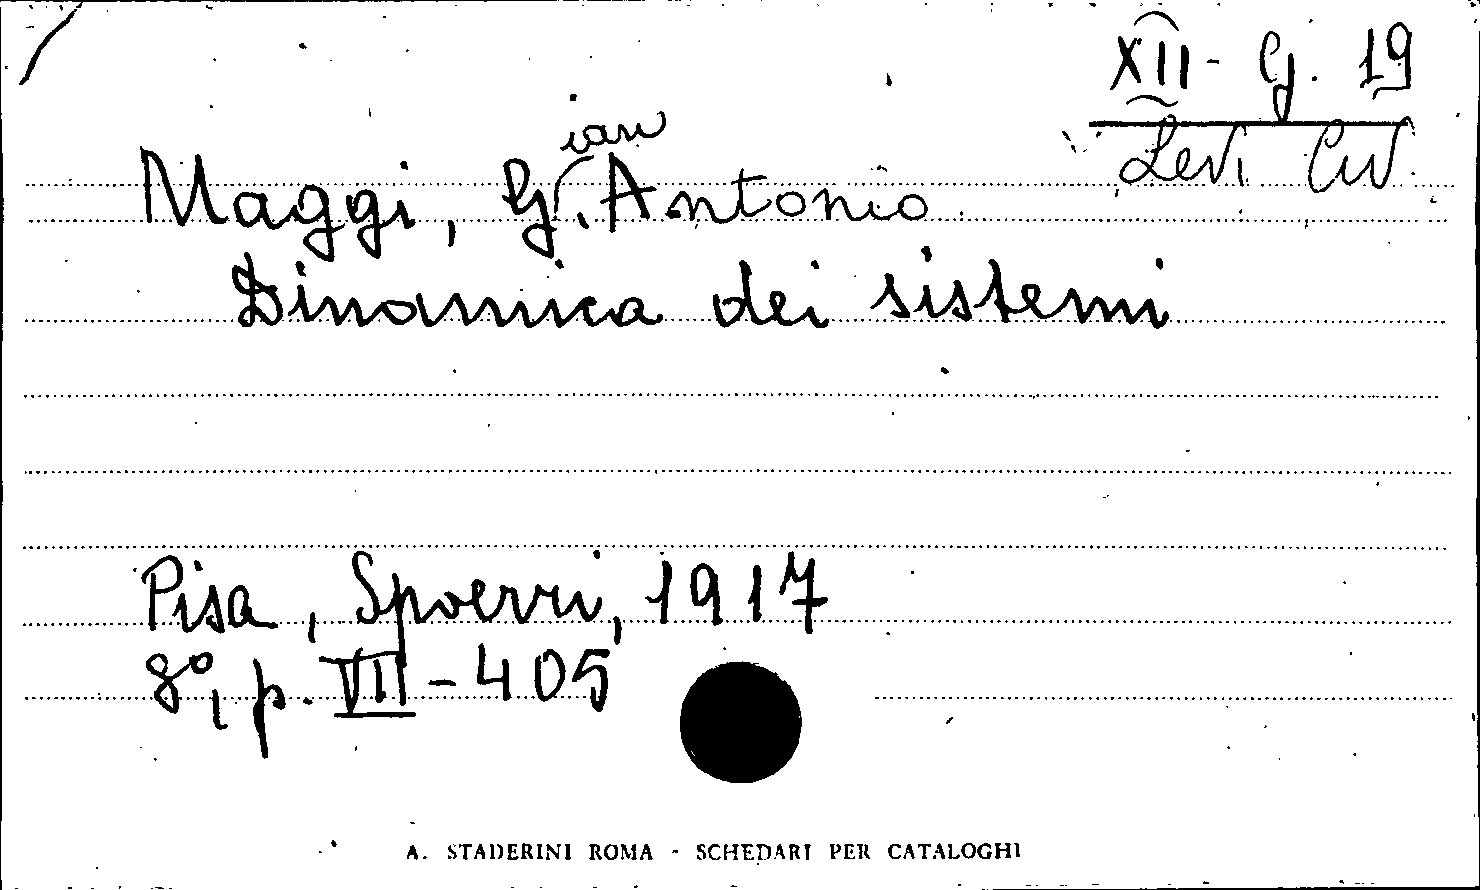 XII - G. 19
Levi Civ.
Maggi, G.ian Antonio
Dinamica dei sistemi
Pisa, Spoerri, 1917
8°, p. VII - 405
A. STADERINI ROMA - SCHEDARI PER CATALOGHI